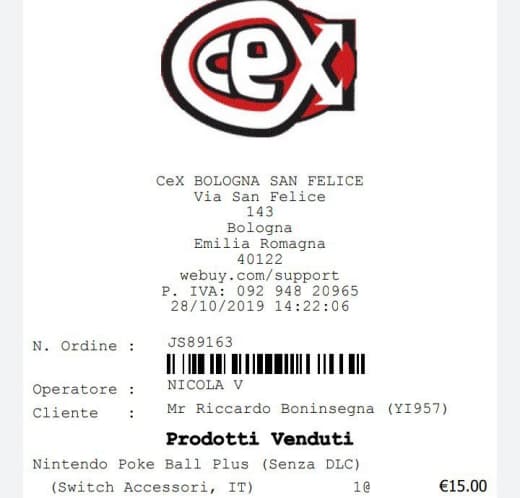 cex
CeX BOLOGNA SAN FELICE
Via San Felice
143
Bologna
Emilia Romagna
40122
webuy.com/support
P. IVA: 092 948 20965
28/10/2019 14:22:06
N. Ordine : JS89163
Operatore : NICOLA V
Cliente : Mr Riccardo Boninsegna (YI957)
Prodotti Venduti
Nintendo Poke Ball Plus (Senza DLC)
(Switch Accessori, IT) 1@ €15.00